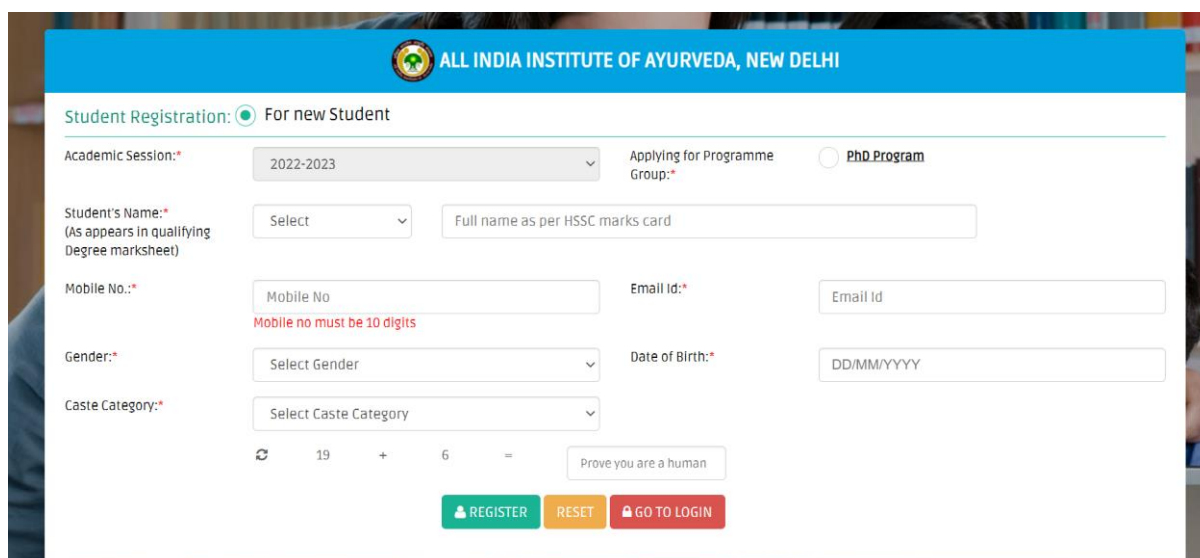 ALL INDIA INSTITUTE OF AYURVEDA, NEW DELHI
Student Registration: For new Student
Academic Session:* 2022-2023 Applying for Programme Group:* PhD Program
Student's Name:*
(As appears in qualifying
Degree marksheet)
Select Full name as per HSSC marks card
Mobile No.:* Mobile No Email Id:* Email Id
Mobile no must be 10 digits
Gender:* Select Gender Date of Birth:* DD/MM/YYYY
Caste Category:* Select Caste Category
19 + 6 = Prove you are a human
REGISTER RESET GO TO LOGIN